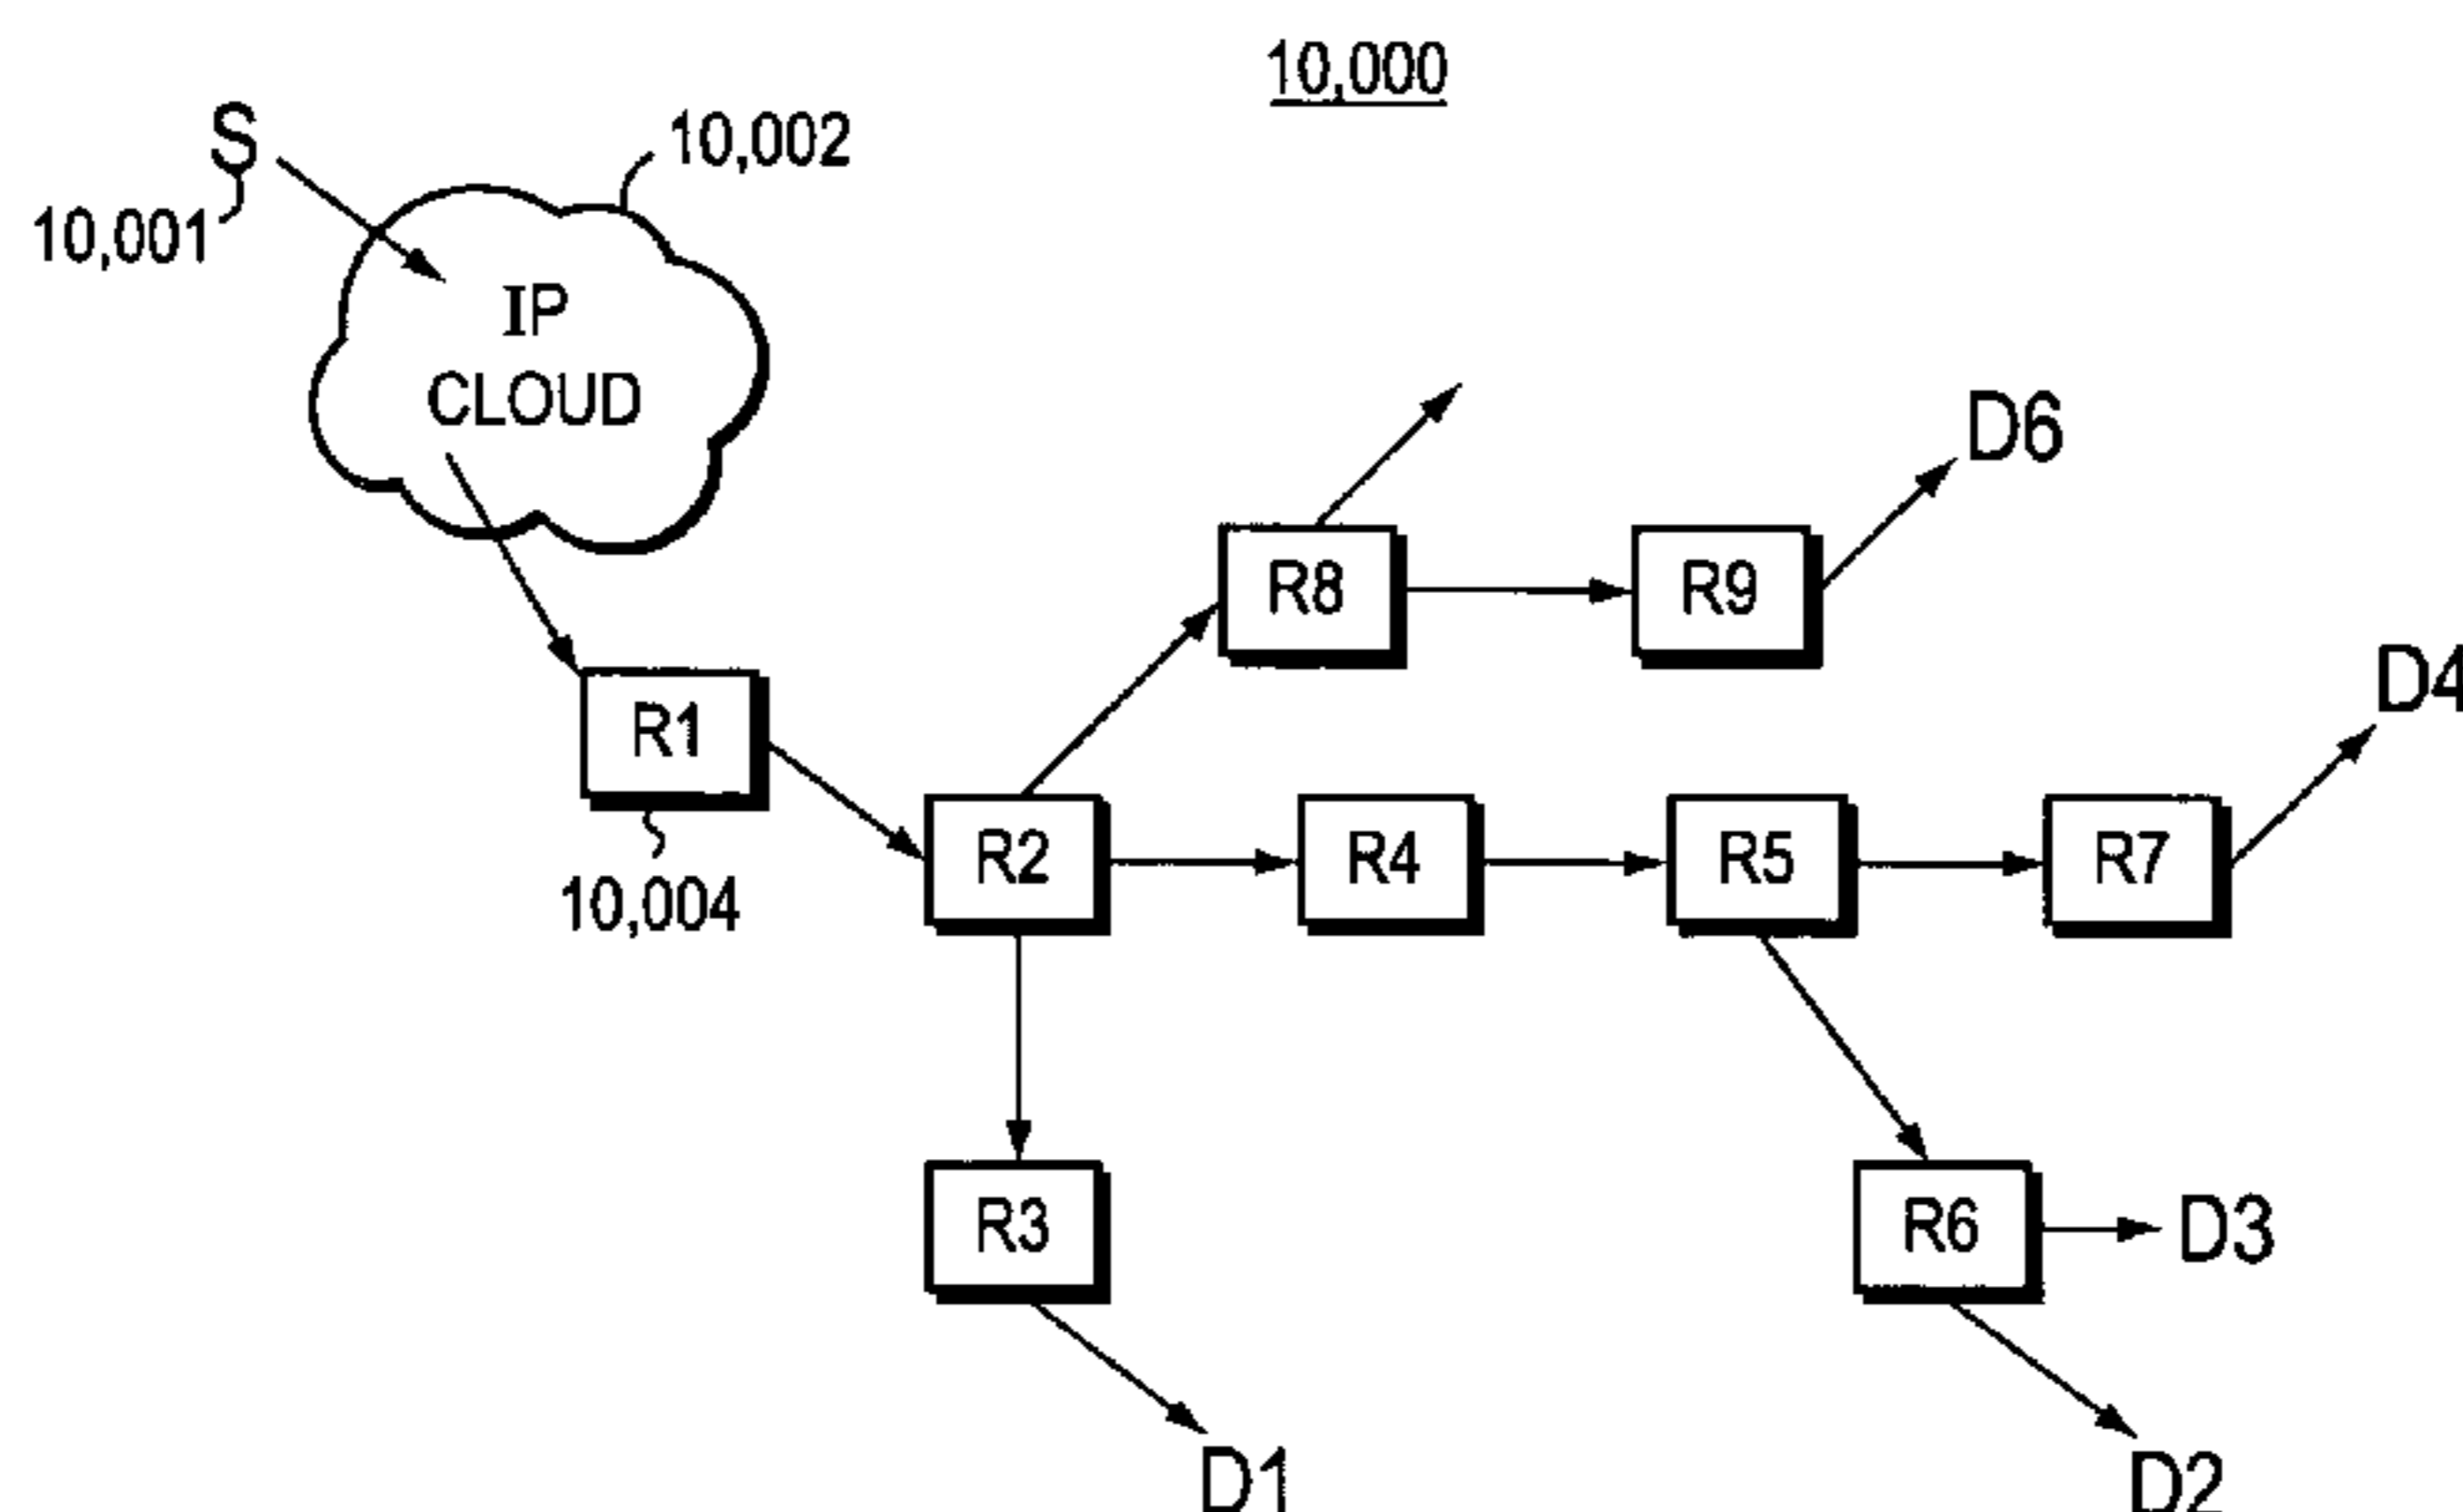 10,000
S
10,002
10,001
IP
CLOUD
D6
R8
R9
D4
R1
R2
R4
R5
R7
10,004
R3
R6
D3
D1
D2